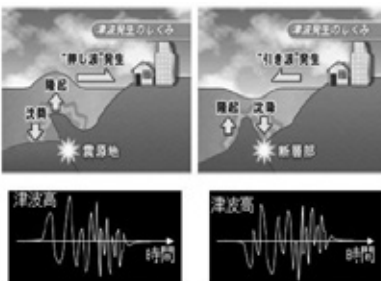 津波発生のしくみ
"押し波"発生
隆起
沈降
震源地
津波発生のしくみ
"引き波"発生
隆起 沈降
断層部
津波高
時間
津波高
時間